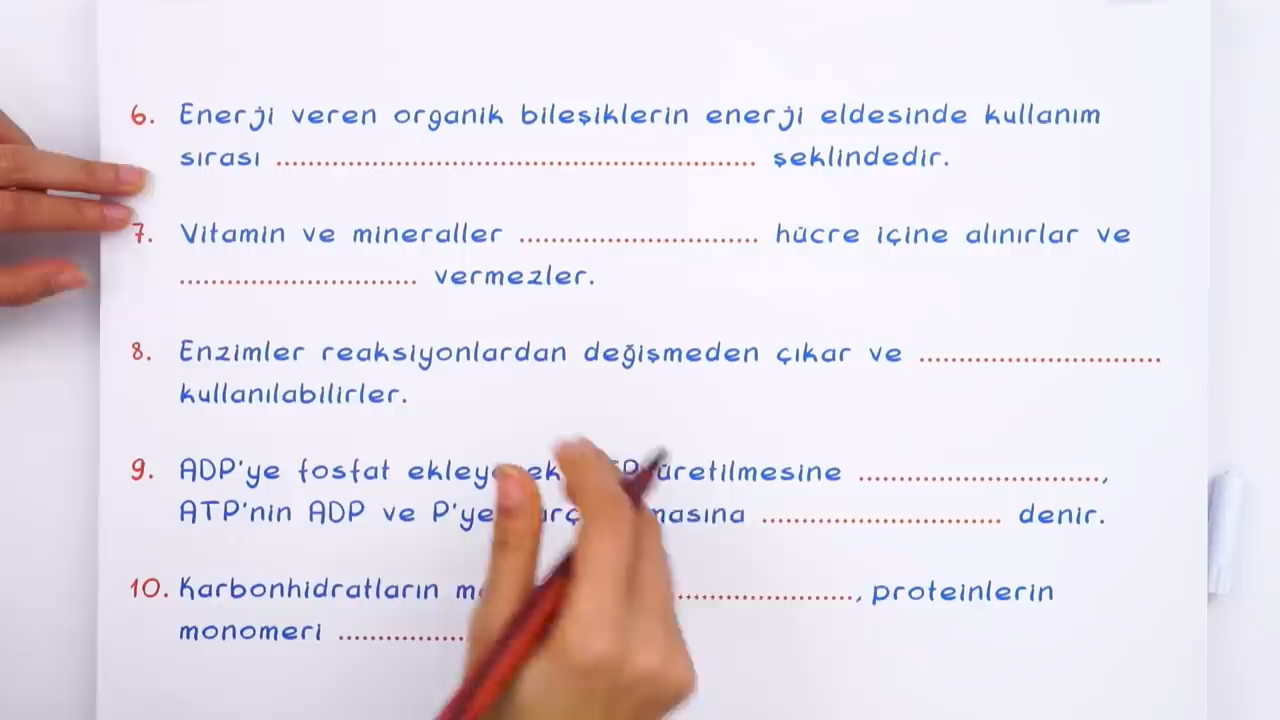 6. Enerji veren organik bileşiklerin enerji eldesinde kullanım
sırası ............................................................. şeklindedir.
7. Vitamin ve mineraller .............................. hücre içine alınırlar ve
.............................. vermezler.
8. Enzimler reaksiyonlardan değişmeden çıkar ve ...............................
kullanılabilirler.
9. ADP'ye fosfat üretilmesine ..............................,
ATP'nin ADP ve P'ye .............................. denir.
10. Karbonhidratların ......................, proteinlerin
monomeri .................